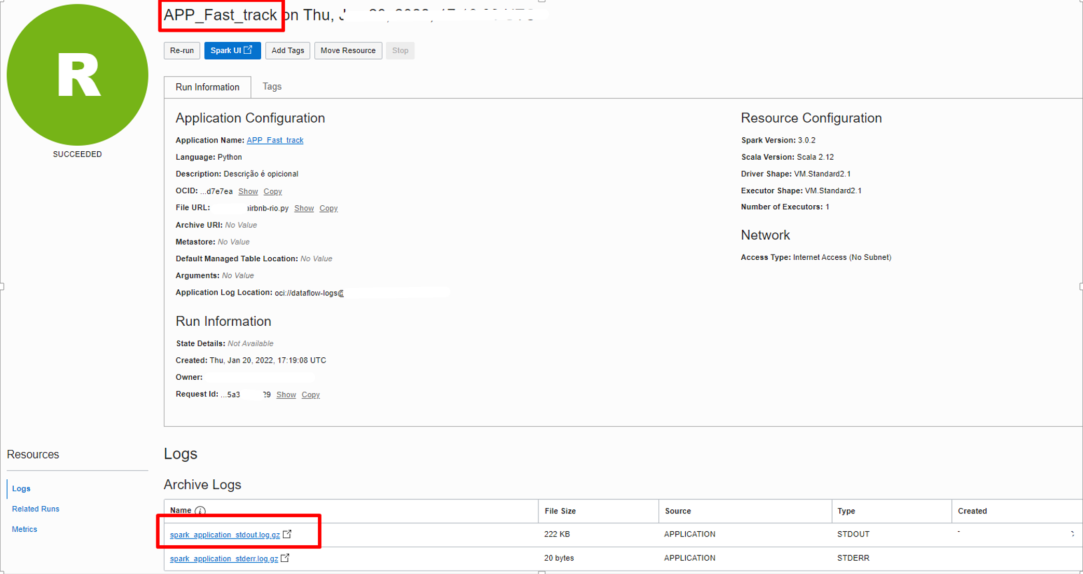 APP_Fast_track on Thu,
R
SUCCEEDED
Re-run
Spark UI
Add Tags
Move Resource
Stop
Run Information
Tags
Application Configuration
Application Name: APP_Fast_track
Language: Python
Description: Descrição é opicional
OCID: ...d7e7ea Show Copy
File URL: airbnb-rio.py Show Copy
Archive URI: No Value
Metastore: No Value
Default Managed Table Location: No Value
Arguments: No Value
Application Log Location: oci://dataflow-logs@
Run Information
State Details: Not Available
Created: Thu, Jan 20, 2022, 17:19:08 UTC
Owner:
Request Id: ...5a3 29 Show Copy
Resource Configuration
Spark Version: 3.0.2
Scala Version: Scala 2.12
Driver Shape: VM.Standard2.1
Executor Shape: VM.Standard2.1
Number of Executors: 1
Network
Access Type: Internet Access (No Subnet)
Resources
Logs
Related Runs
Metrics
Logs
Archive Logs
Name File Size Source Type Created
spark_application_stdout.log.gz 222 KB APPLICATION STDOUT
spark_application_stderr.log.gz 20 bytes APPLICATION STDERR